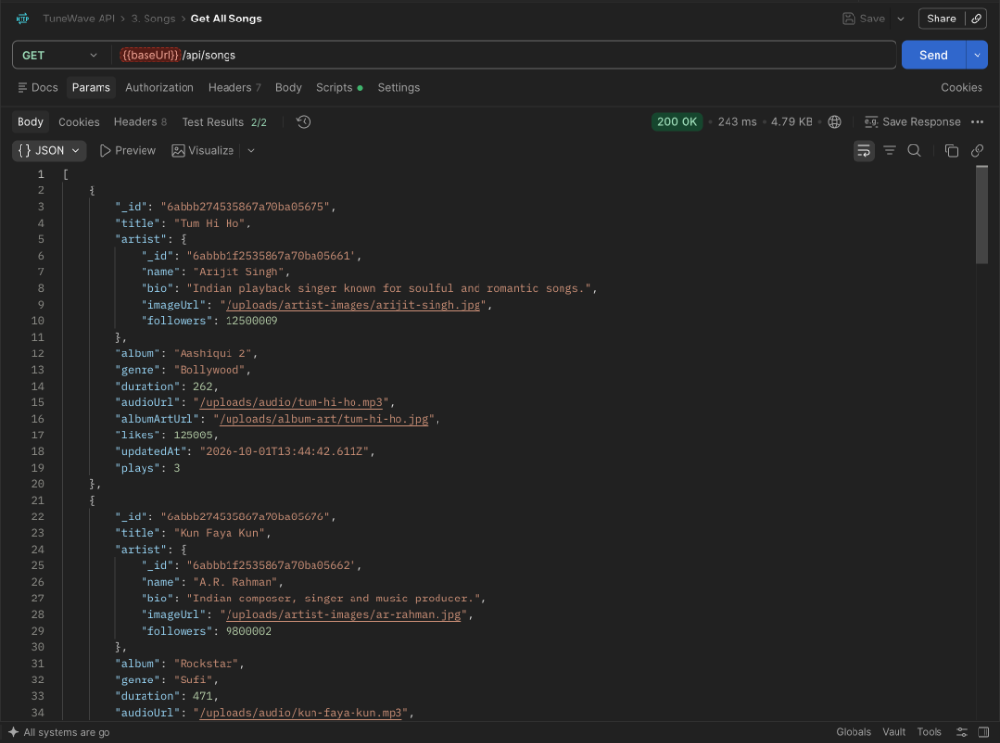 HTTP TuneWave API > 3. Songs > Get All Songs Save Share
GET {{baseUrl}}/api/songs Send
Docs Params Authorization Headers 7 Body Scripts Settings Cookies
Body Cookies Headers 8 Test Results 2/2 200 OK • 243 ms • 4.79 KB • e.g. Save Response •••
{} JSON Preview Visualize
1 [
2 {
3 "_id": "6abbb274535867a70ba05675",
4 "title": "Tum Hi Ho",
5 "artist": {
6 "_id": "6abbb1f2535867a70ba05661",
7 "name": "Arijit Singh",
8 "bio": "Indian playback singer known for soulful and romantic songs.",
9 "imageUrl": "/uploads/artist-images/arijit-singh.jpg",
10 "followers": 12500009
11 },
12 "album": "Aashiqui 2",
13 "genre": "Bollywood",
14 "duration": 262,
15 "audioUrl": "/uploads/audio/tum-hi-ho.mp3",
16 "albumArtUrl": "/uploads/album-art/tum-hi-ho.jpg",
17 "likes": 125005,
18 "updatedAt": "2026-10-01T13:44:42.611Z",
19 "plays": 3
20 },
21 {
22 "_id": "6abbb274535867a70ba05676",
23 "title": "Kun Faya Kun",
24 "artist": {
25 "_id": "6abbb1f2535867a70ba05662",
26 "name": "A.R. Rahman",
27 "bio": "Indian composer, singer and music producer.",
28 "imageUrl": "/uploads/artist-images/ar-rahman.jpg",
29 "followers": 9800002
30 },
31 "album": "Rockstar",
32 "genre": "Sufi",
33 "duration": 471,
34 "audioUrl": "/uploads/audio/kun-faya-kun.mp3",
All systems are go Globals Vault Tools